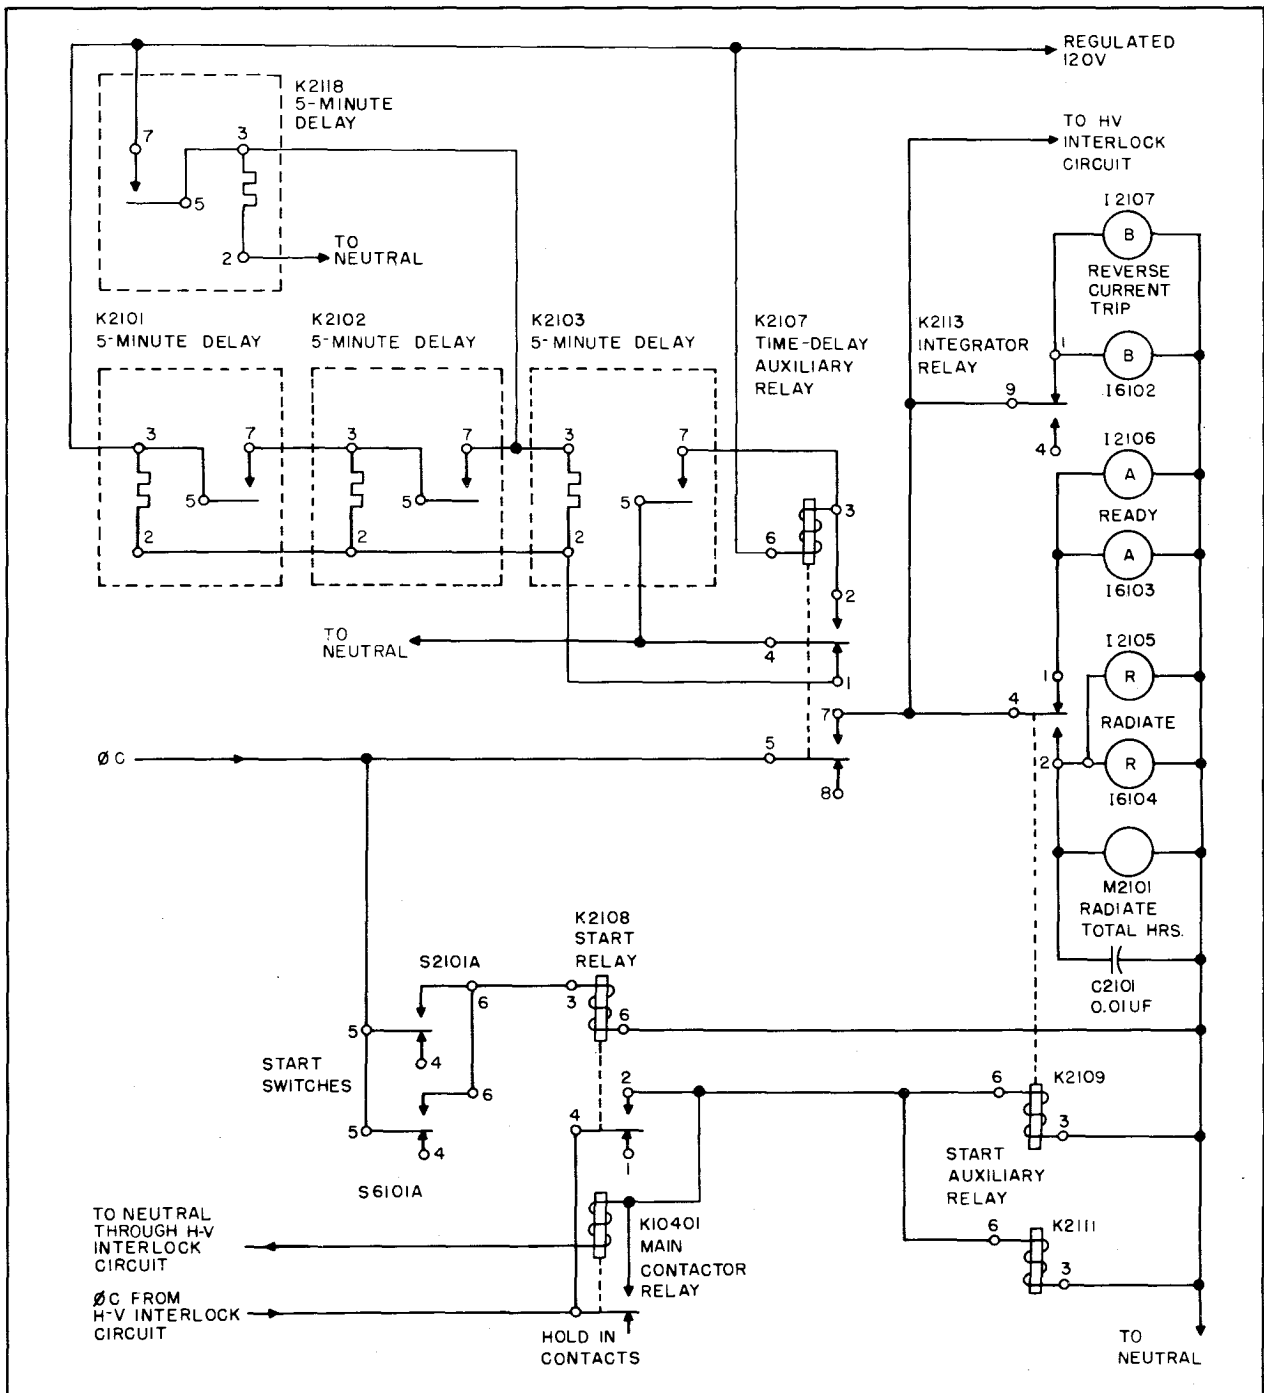 REGULATED
120V
K2118
5-MINUTE
DELAY
7
3
5
2
TO
NEUTRAL
TO HV
INTERLOCK
CIRCUIT
I2107
B
REVERSE
CURRENT
TRIP
1
B
I6102
9
4
K2101
5-MINUTE DELAY
K2102
5-MINUTE DELAY
K2103
5-MINUTE DELAY
K2107
TIME-DELAY
AUXILIARY
RELAY
K2113
INTEGRATOR
RELAY
3
7
5
2
3
7
5
2
3
7
5
2
3
6
2
4
1
TO
NEUTRAL
I2106
A
READY
A
I6103
I2105
1
R
4
RADIATE
2
R
I6104
7
5
8
ØC
M2101
RADIATE
TOTAL HRS.
C2101
0.01UF
K2108
START
RELAY
S2101A
6
3
6
5
4
START
SWITCHES
6
5
4
S6101A
2
4
1
6
K2109
3
START
AUXILIARY
RELAY
6
K2111
3
TO NEUTRAL
THROUGH H-V
INTERLOCK
CIRCUIT
K10401
MAIN
CONTACTOR
RELAY
ØC FROM
H-V INTERLOCK
CIRCUIT
HOLD IN
CONTACTS
TO
NEUTRAL